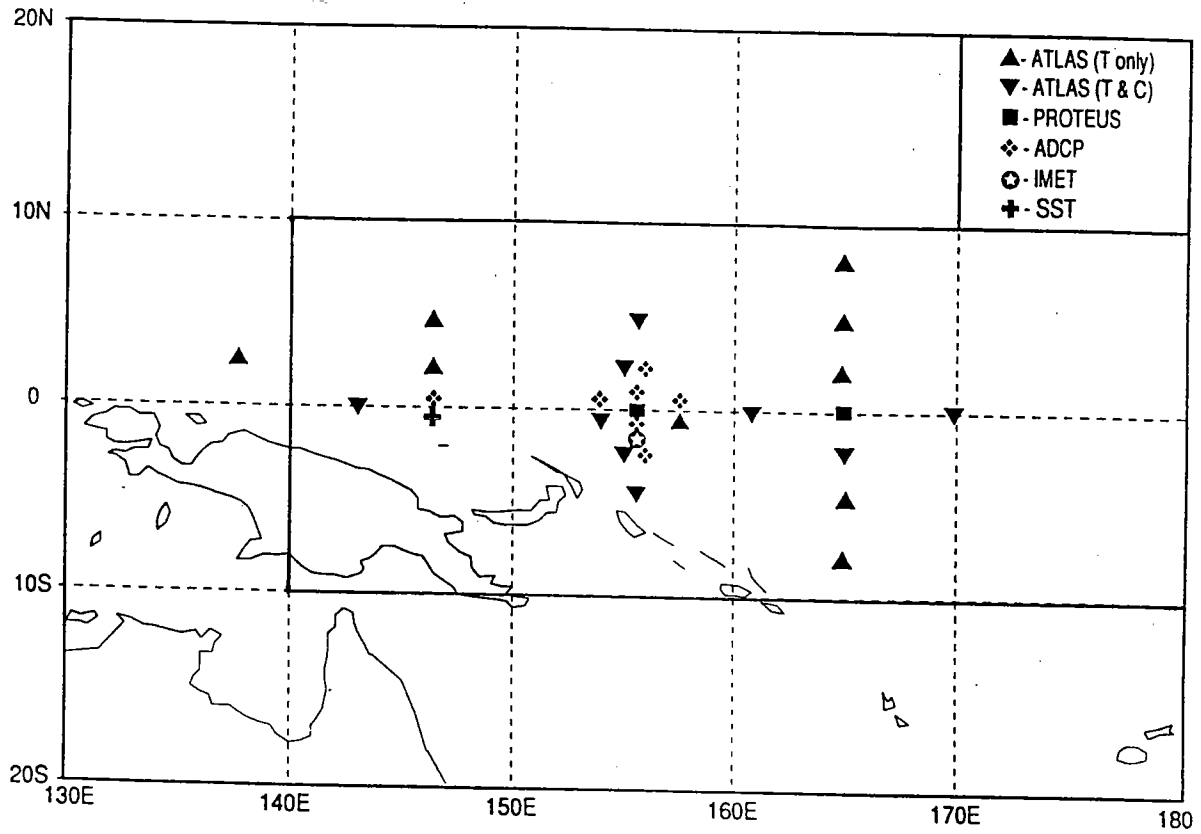 20N
▲- ATLAS (T only)
▼- ATLAS (T & C)
■- PROTEUS
- ADCP
- IMET
✚- SST
10N
0
10S
20S
130E 140E 150E 160E 170E 180